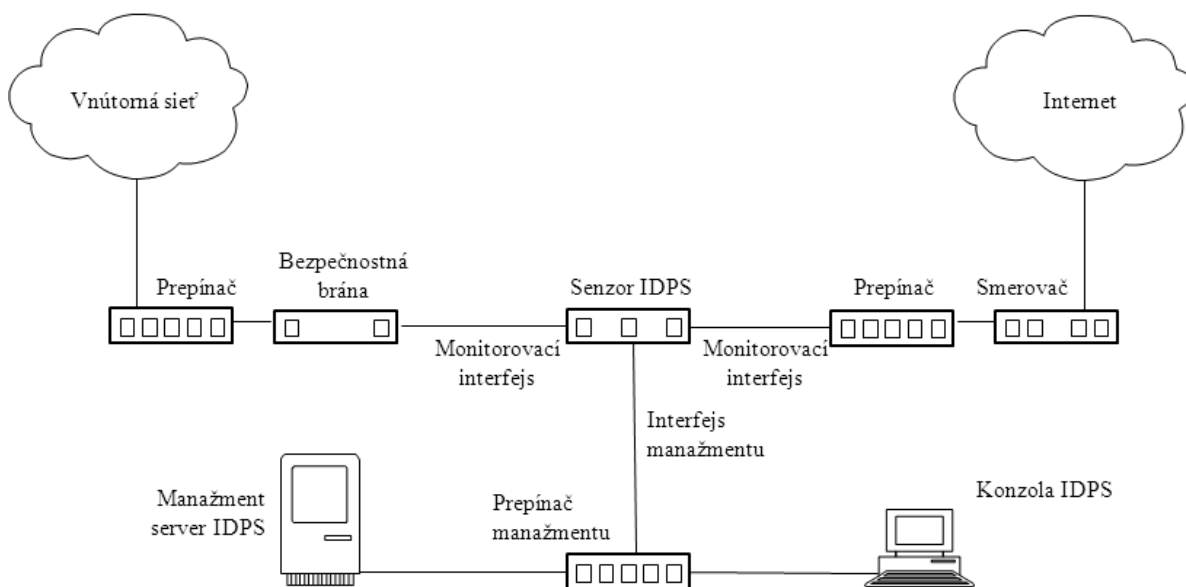 Vnútorná sieť
Internet
Prepínač
Bezpečnostná
brána
Senzor IDPS
Prepínač
Smerovač
Monitorovací
interfejs
Monitorovací
interfejs
Interfejs
manažmentu
Manažment
server IDPS
Prepínač
manažmentu
Konzola IDPS